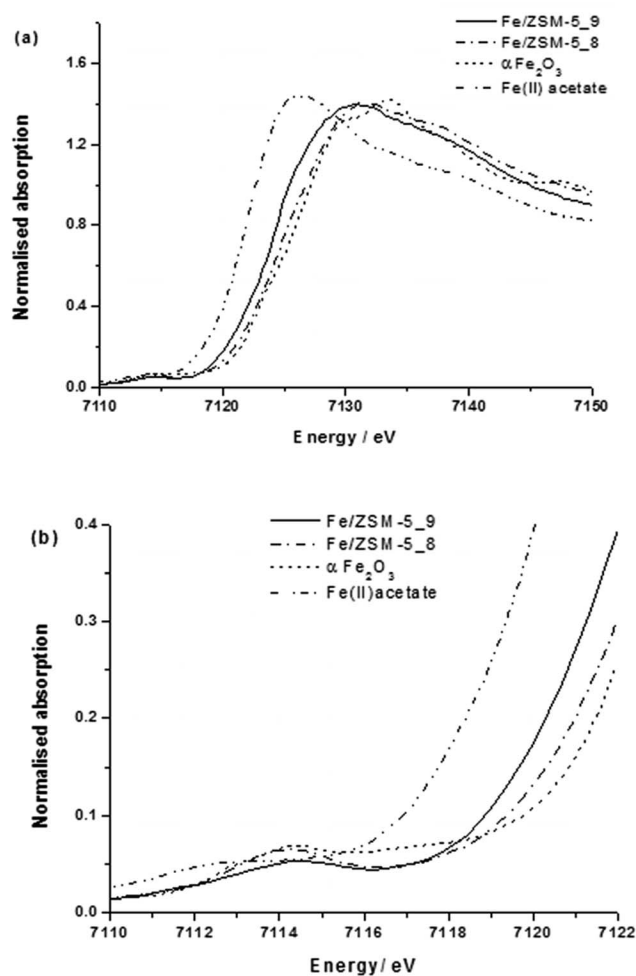 (a)
Fe/ZSM-5_9
Fe/ZSM-5_8
αFe2O3
Fe(II) acetate
1.6
1.2
0.8
0.4
0.0
Normalised absorption
7110 7120 7130 7140 7150
Energy / eV
(b)
Fe/ZSM-5_9
Fe/ZSM-5_8
α Fe2O3
Fe(II)acetate
0.4
0.3
0.2
0.1
0.0
Normalised absorption
7110 7112 7114 7116 7118 7120 7122
Energy/ eV